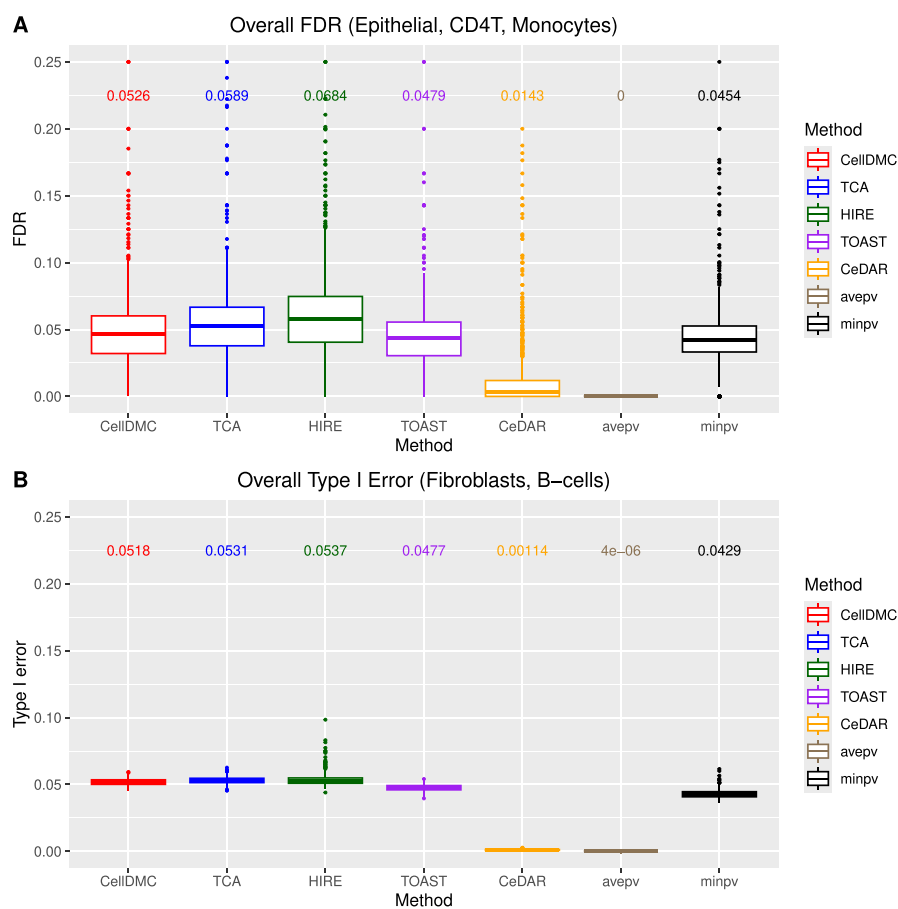 A
Overall FDR (Epithelial, CD4T, Monocytes)
0.25
0.20
0.15
0.10
0.05
0.00
FDR
0.0526
0.0589
0.0684
0.0479
0.0143
0
0.0454
CellDMC
TCA
HIRE
TOAST
CeDAR
avepv
minpv
Method
Method
CellDMC
TCA
HIRE
TOAST
CeDAR
avepv
minpv
B
Overall Type I Error (Fibroblasts, B−cells)
0.25
0.20
0.15
0.10
0.05
0.00
Type I error
0.0518
0.0531
0.0537
0.0477
0.00114
4e−06
0.0429
CellDMC
TCA
HIRE
TOAST
CeDAR
avepv
minpv
Method
Method
CellDMC
TCA
HIRE
TOAST
CeDAR
avepv
minpv